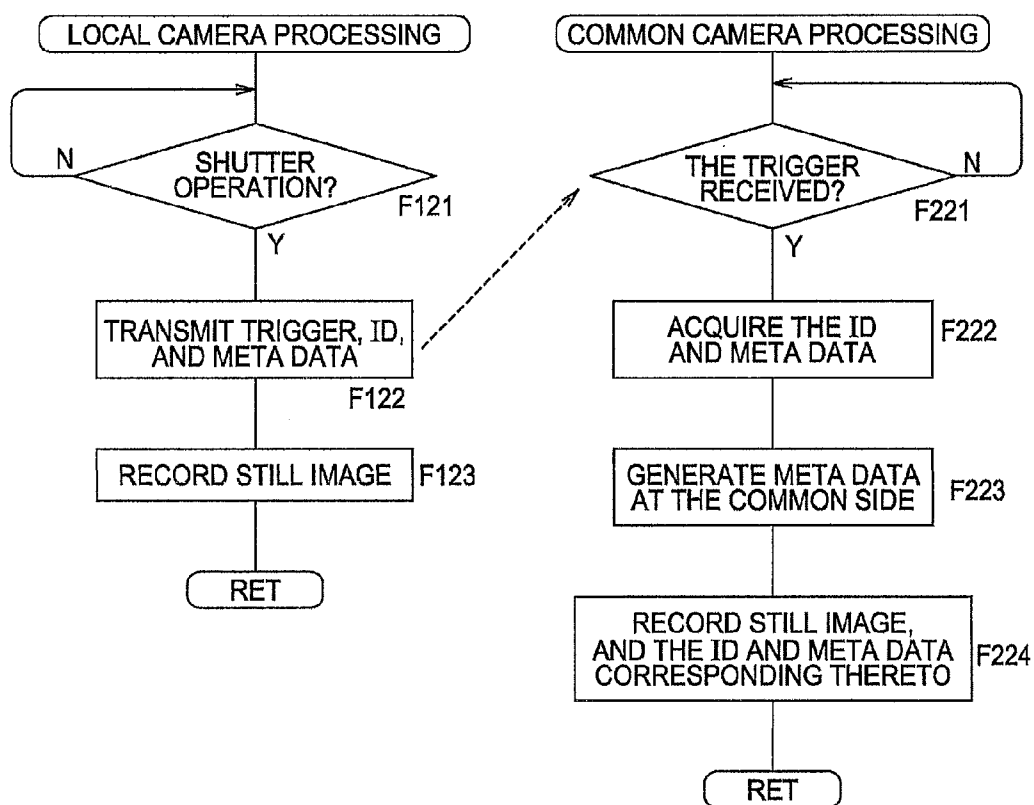 LOCAL CAMERA PROCESSING
N
SHUTTER
OPERATION?
F121
Y
TRANSMIT TRIGGER, ID,
AND META DATA
F122
RECORD STILL IMAGE
F123
RET
COMMON CAMERA PROCESSING
THE TRIGGER
RECEIVED?
N
F221
Y
ACQUIRE THE ID
AND META DATA
F222
GENERATE META DATA
AT THE COMMON SIDE
F223
RECORD STILL IMAGE,
AND THE ID AND META DATA
CORRESPONDING THERETO
F224
RET